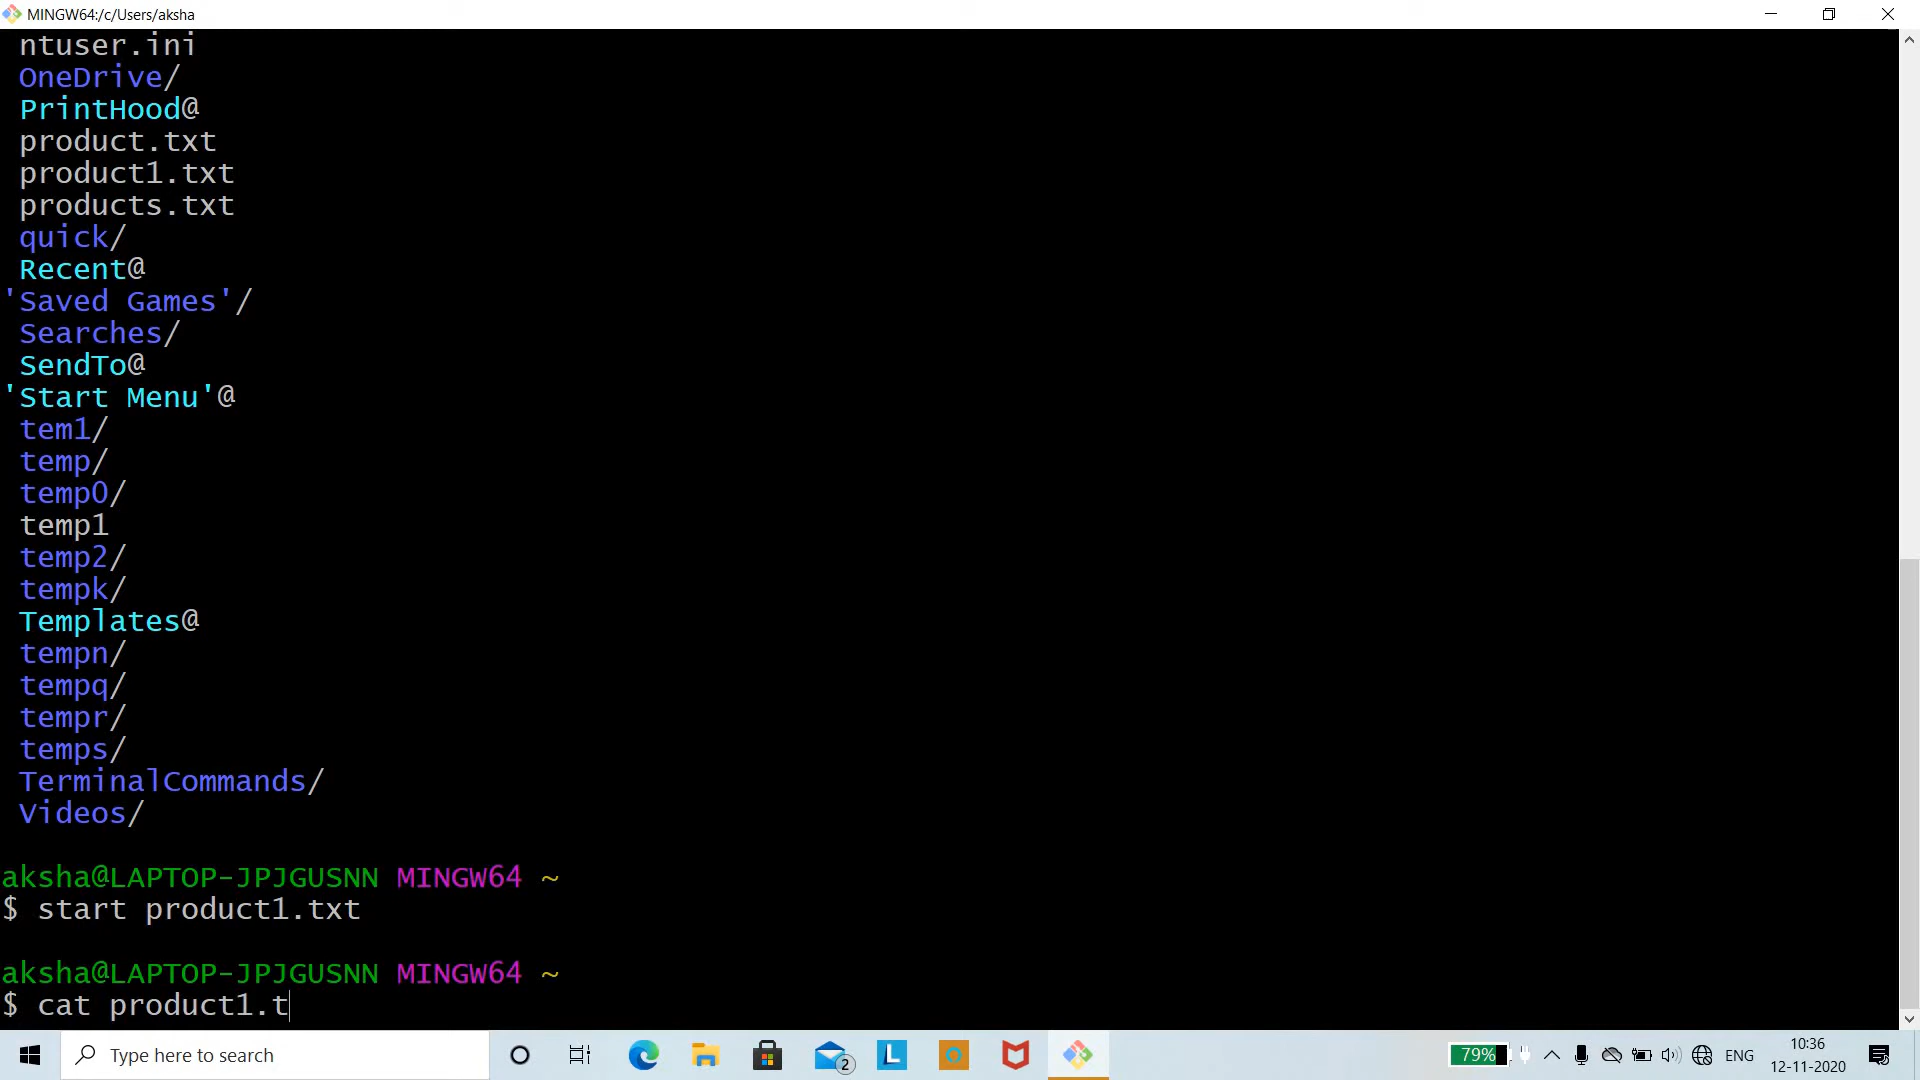 MINGW64:/c/Users/aksha
ntuser.ini
OneDrive/
PrintHood@
product.txt
product1.txt
products.txt
quick/
Recent@
'Saved Games'/
Searches/
SendTo@
'Start Menu'@
tem1/
temp/
temp0/
temp1
temp2/
tempk/
Templates@
tempn/
tempq/
tempr/
temps/
TerminalCommands/
Videos/
aksha@LAPTOP-JPJGUSNN MINGW64 ~
$ start product1.txt
aksha@LAPTOP-JPJGUSNN MINGW64 ~
$ cat product1.t
Type here to search
2
L
79%
ENG
10:36
12-11-2020